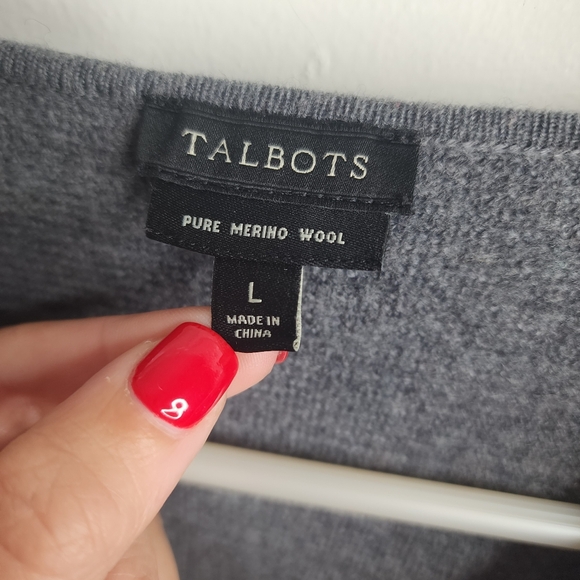 TALBOTS
PURE MERINO WOOL
L
MADE IN
CHINA